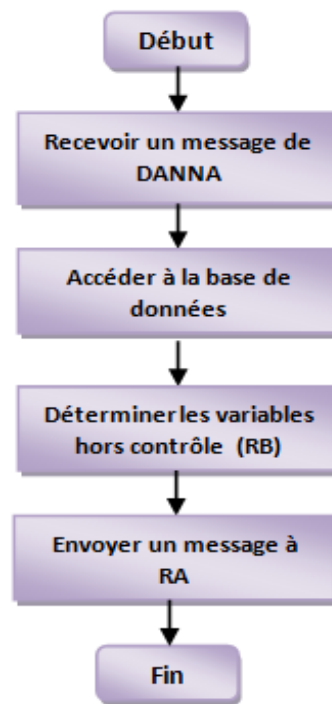 Début
Recevoir un message de
DANNA
Accéder à la base de
données
Déterminer les variables
hors contrôle (RB)
Envoyer un message à
RA
Fin